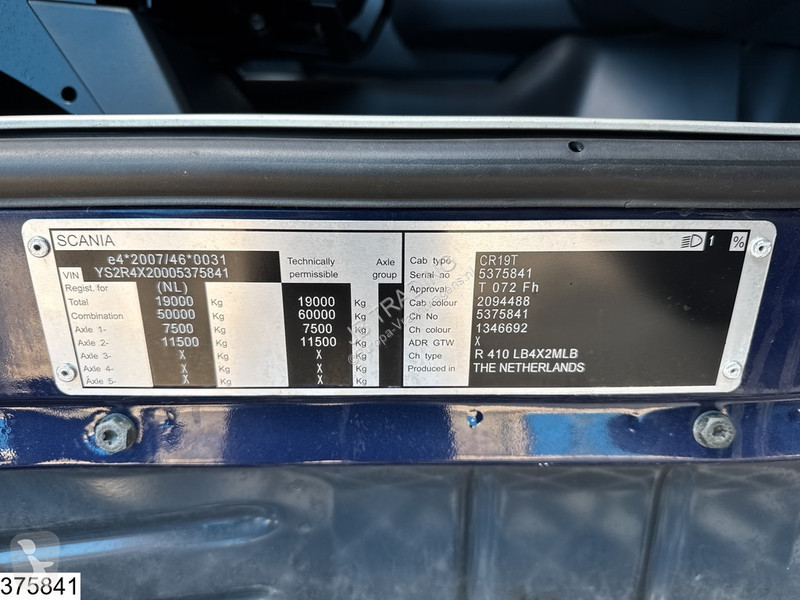 SCANIA
1 %
e4*2007/46*0031
VIN YS2R4X20005375841
Technically permissible
Axle group
Regist. for (NL)
Total 19000 Kg 19000 Kg
Combination 50000 Kg 60000 Kg
Axle 1- 7500 Kg 7500 Kg
Axle 2- 11500 Kg 11500 Kg
Axle 3- X Kg X Kg
Axle 4- X Kg X Kg
Axle 5- X Kg X Kg
Cab type CR19T
Serial no 5375841
Approval T 072 Fh
Cab colour 2094488
Ch No 5375841
Ch colour 1346692
ADR GTW X
Ch type R 410 LB4X2MLB
Produced in THE NETHERLANDS
375841